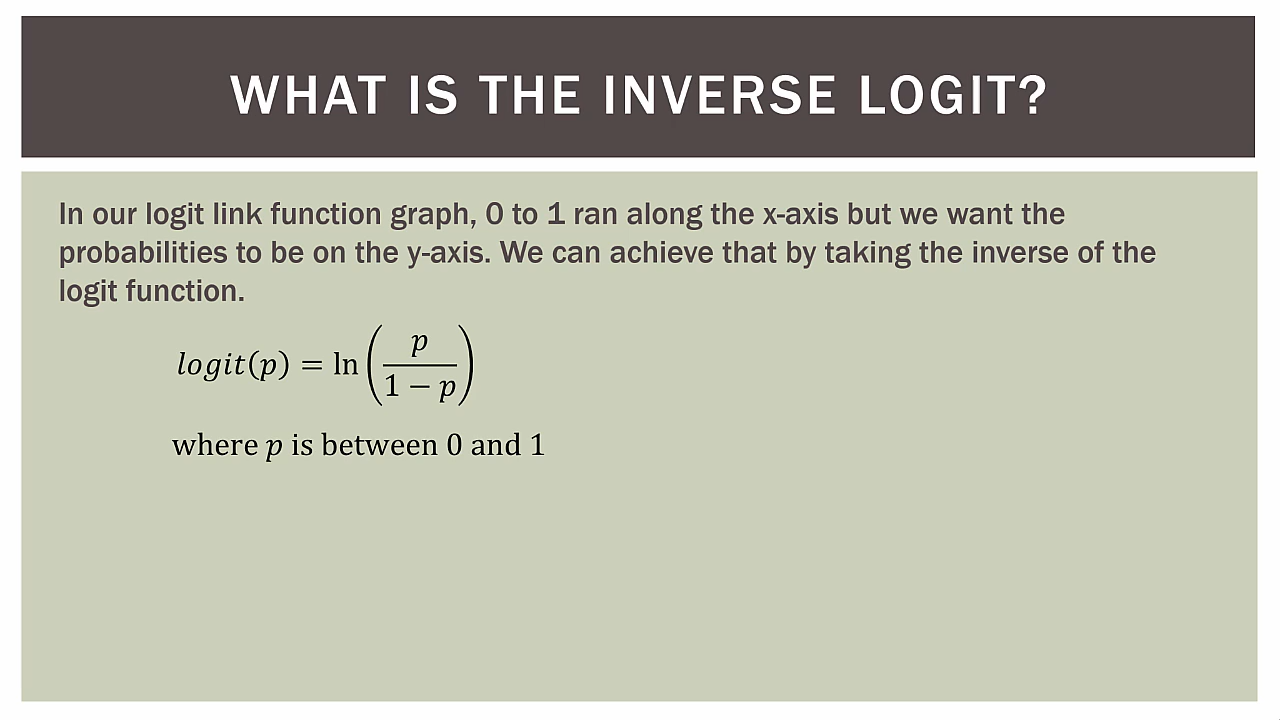 WHAT IS THE INVERSE LOGIT?
In our logit link function graph, 0 to 1 ran along the x-axis but we want the
probabilities to be on the y-axis. We can achieve that by taking the inverse of the
logit function.
logit(p) = ln(p / (1 − p))
where p is between 0 and 1